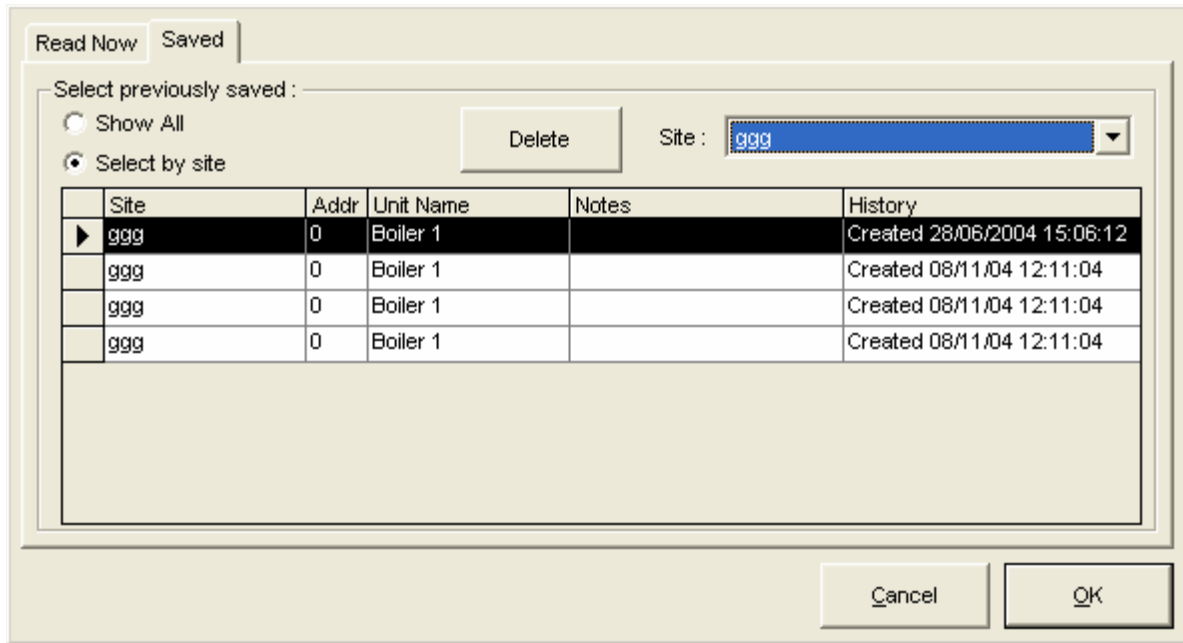 Read Now Saved
Select previously saved :
Show All
Delete Site : ggg
Select by site
Site Addr Unit Name Notes History
ggg 0 Boiler 1 Created 28/06/2004 15:06:12
ggg 0 Boiler 1 Created 08/11/04 12:11:04
ggg 0 Boiler 1 Created 08/11/04 12:11:04
ggg 0 Boiler 1 Created 08/11/04 12:11:04
Cancel OK